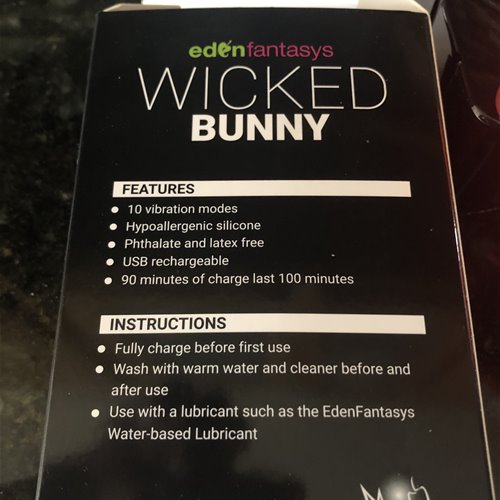 edenfantasys
WICKED
BUNNY
FEATURES
• 10 vibration modes
• Hypoallergenic silicone
• Phthalate and latex free
• USB rechargeable
• 90 minutes of charge last 100 minutes
INSTRUCTIONS
• Fully charge before first use
• Wash with warm water and cleaner before and
after use
• Use with a lubricant such as the EdenFantasys
Water-based Lubricant